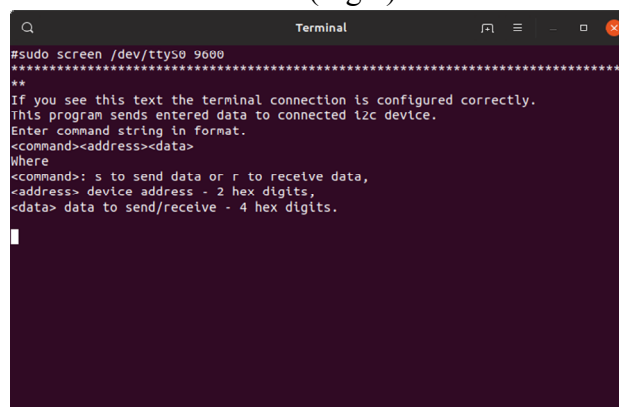 Terminal
#sudo screen /dev/ttyS0 9600
********************************************************************************
**
If you see this text the terminal connection is configured correctly.
This program sends entered data to connected i2c device.
Enter command string in format.
<command><address><data>
Where
<command>: s to send data or r to receive data,
<address> device address - 2 hex digits,
<data> data to send/receive - 4 hex digits.